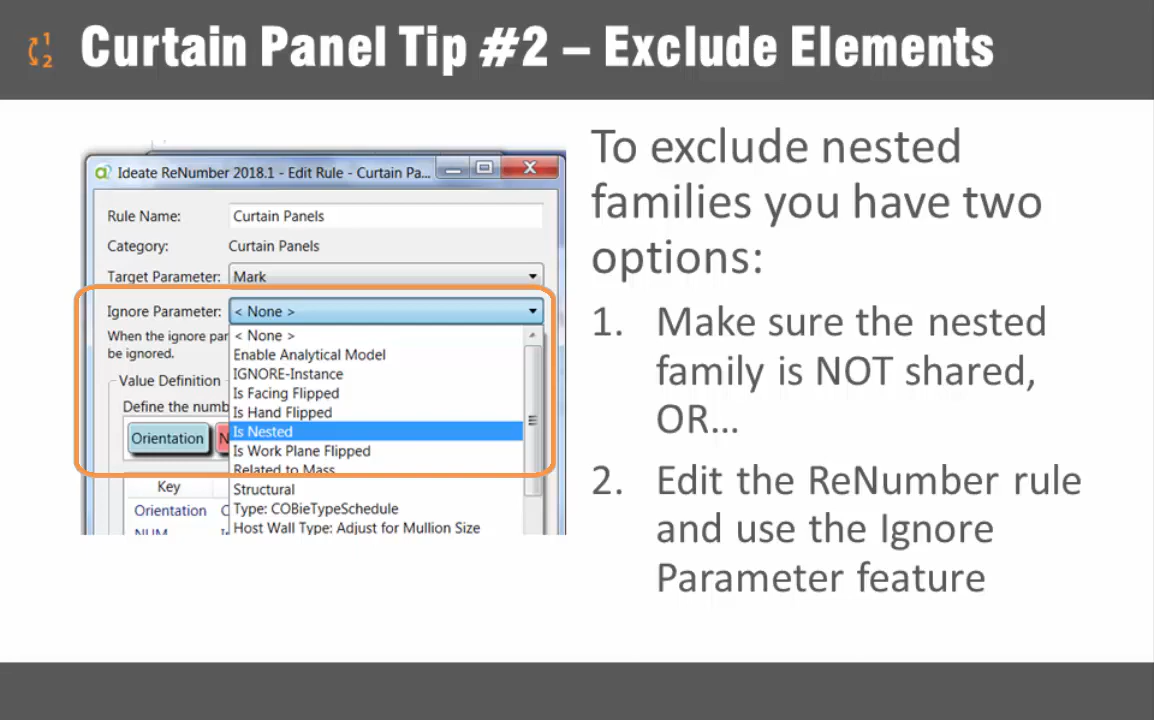 1
2
Curtain Panel Tip #2 – Exclude Elements
Ideate ReNumber 2018.1 - Edit Rule - Curtain Pa...
Rule Name: Curtain Panels
Category: Curtain Panels
Target Parameter: Mark
Ignore Parameter: < None >
When the ignore par
be ignored.
Value Definition
Define the numb
Orientation N
Key
Orientation
NUM
< None >
Enable Analytical Model
IGNORE-Instance
Is Facing Flipped
Is Hand Flipped
Is Nested
Is Work Plane Flipped
Related to Mass
Structural
Type: COBieTypeSchedule
Host Wall Type: Adjust for Mullion Size
To exclude nested
families you have two
options:
1. Make sure the nested
family is NOT shared,
OR...
2. Edit the ReNumber rule
and use the Ignore
Parameter feature